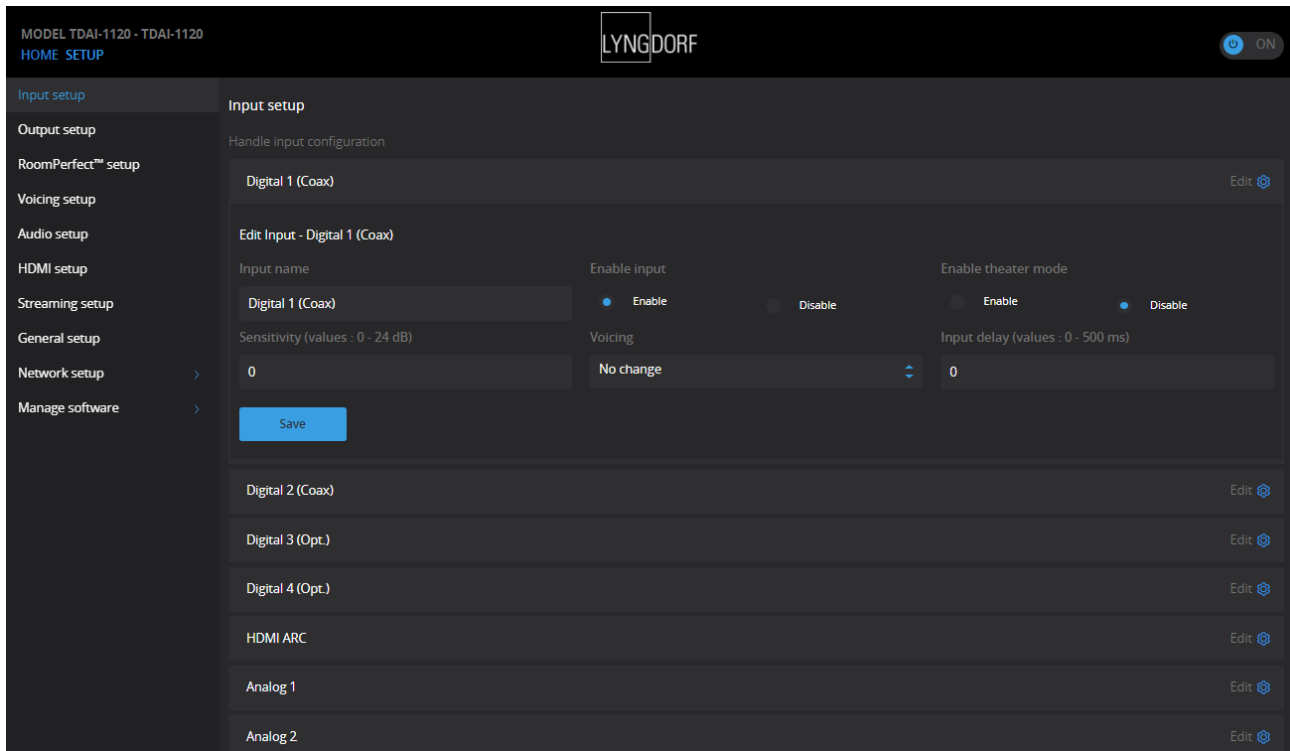 MODEL TDAI-1120 - TDAI-1120
HOME SETUP
LYNGDORF
ON
Input setup
Output setup
RoomPerfect™ setup
Voicing setup
Audio setup
HDMI setup
Streaming setup
General setup
Network setup
Manage software
Input setup
Handle input configuration
Digital 1 (Coax) Edit
Edit Input - Digital 1 (Coax)
Input name Enable input Enable theater mode
Digital 1 (Coax) Enable Disable Enable Disable
Sensitivity (values : 0 - 24 dB) Voicing Input delay (values : 0 - 500 ms)
0 No change 0
Save
Digital 2 (Coax) Edit
Digital 3 (Opt.) Edit
Digital 4 (Opt.) Edit
HDMI ARC Edit
Analog 1 Edit
Analog 2 Edit